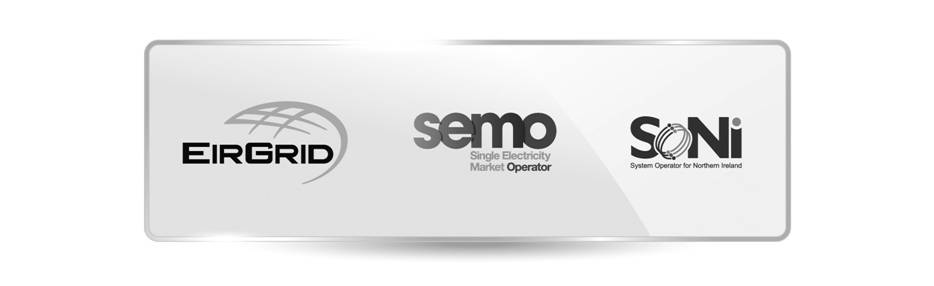 EIRGRID
semo
Single Electricity
Market Operator
SONi
System Operator for Northern Ireland